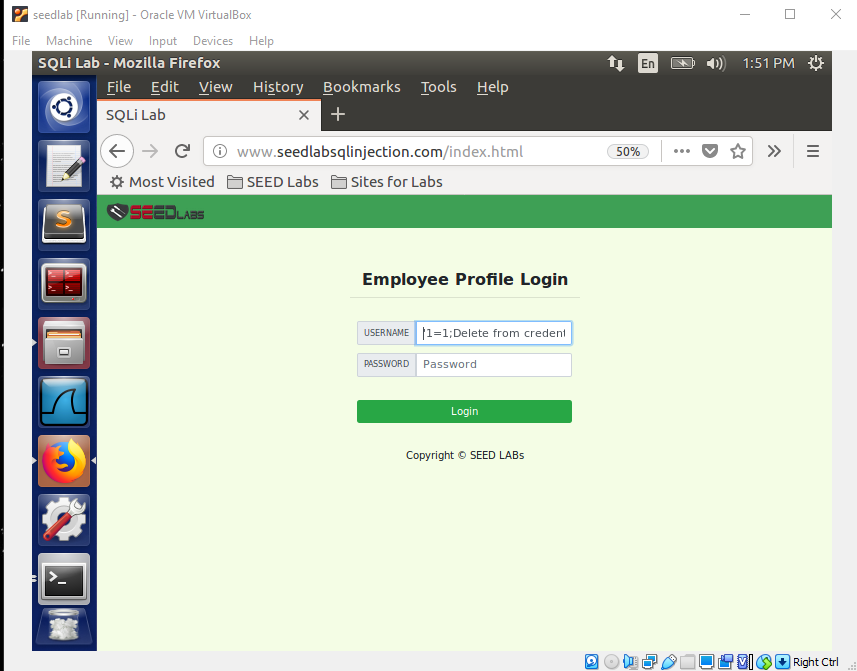 seedlab [Running] - Oracle VM VirtualBox
File Machine View Input Devices Help
SQLi Lab - Mozilla Firefox En 1:51 PM
File Edit View History Bookmarks Tools Help
SQLi Lab
www.seedlabsqlinjection.com/index.html 50%
Most Visited SEED Labs Sites for Labs
SEEDLABS
Employee Profile Login
USERNAME '1=1;Delete from credent
PASSWORD Password
Login
Copyright © SEED LABs
Right Ctrl